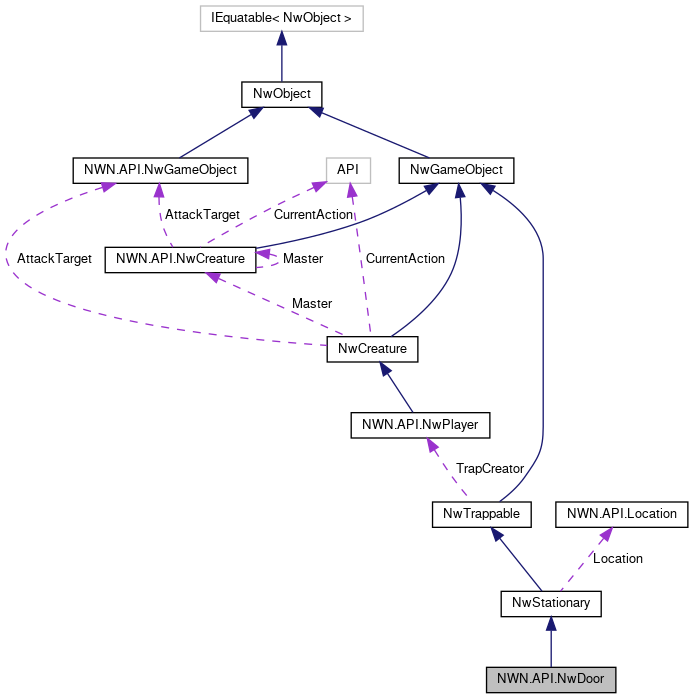 IEquatable< NwObject >
NwObject
NWN.API.NwGameObject
API
NwGameObject
AttackTarget
CurrentAction
AttackTarget
NWN.API.NwCreature
Master
CurrentAction
Master
NwCreature
NWN.API.NwPlayer
TrapCreator
NwTrappable
NWN.API.Location
Location
NwStationary
NWN.API.NwDoor